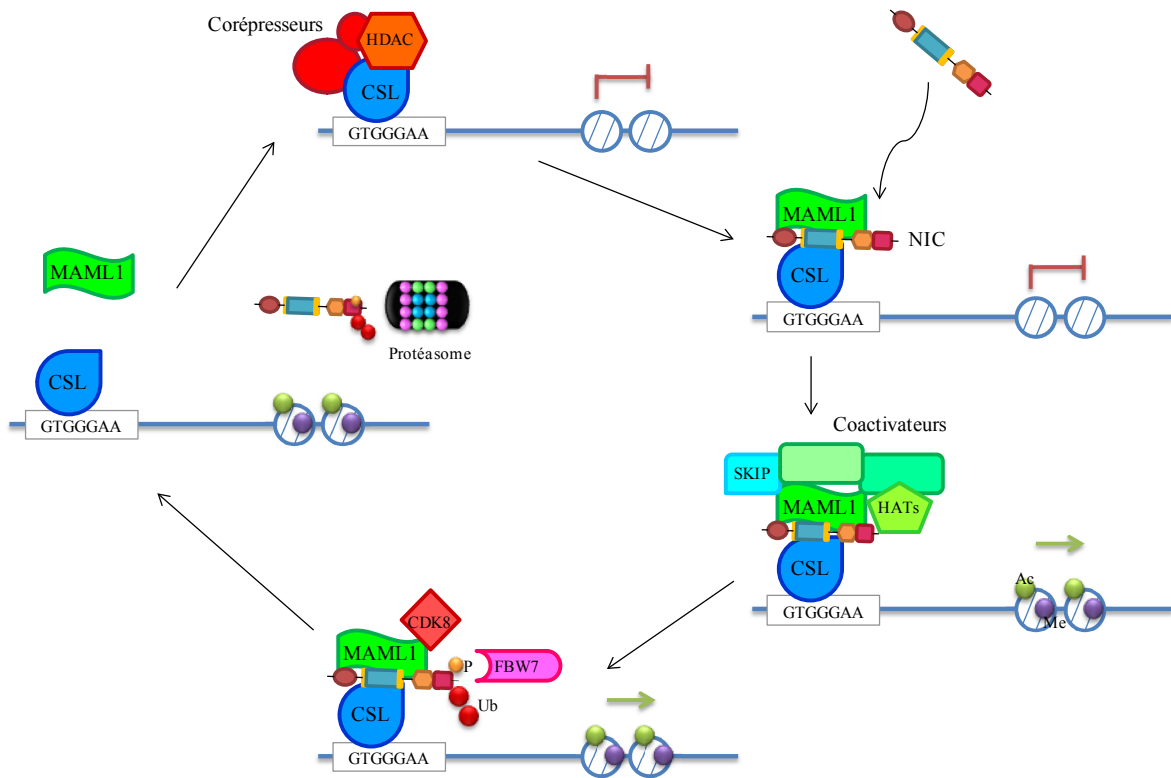 Corépresseurs
HDAC
CSL
GTGGGAA
MAML1
NIC
CSL
GTGGGAA
MAML1
Protéasome
CSL
GTGGGAA
Coactivateurs
SKIP
MAML1
HATs
CSL
Ac
Me
GTGGGAA
CDK8
MAML1
P
FBW7
Ub
CSL
GTGGGAA